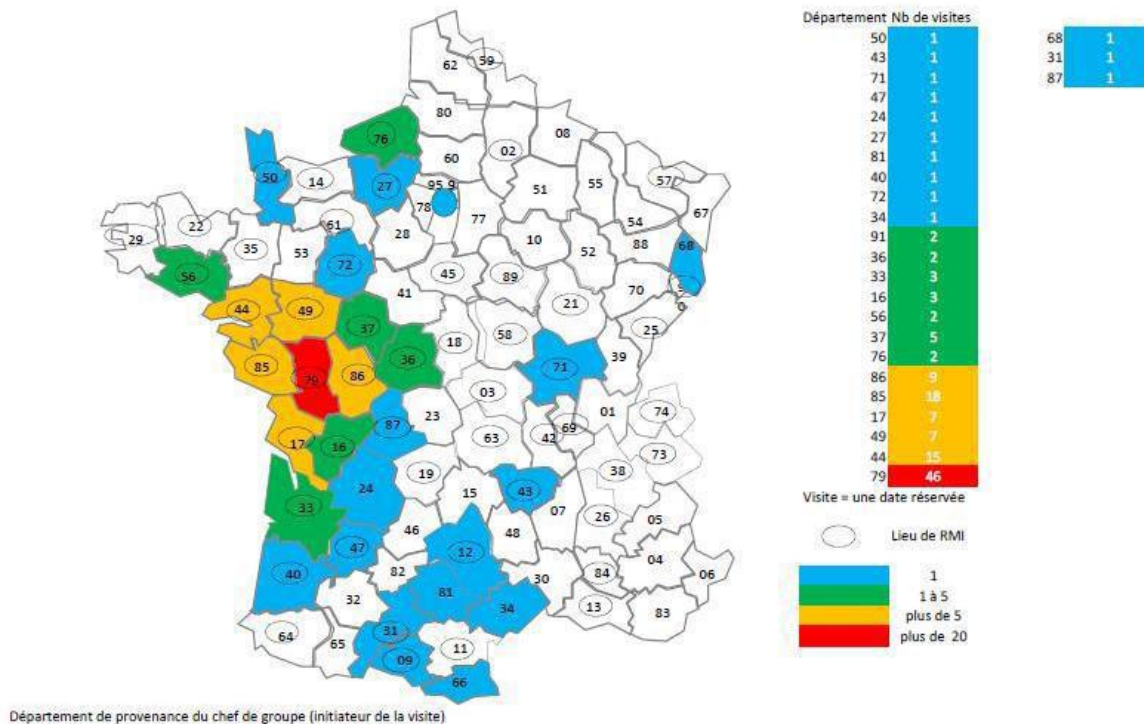 Département Nb de visites
50 1
43 1
71 1
47 1
24 1
27 1
81 1
40 1
72 1
34 1
91 2
36 2
33 3
16 3
56 2
37 5
76 2
86 9
85 18
17 7
49 7
44 15
79 46
68 1
31 1
87 1
Visite = une date réservée
Lieu de RMI
1
1 à 5
plus de 5
plus de 20
62 59
80
76 02 08
60
50 14 27 95 9 51 55 57
78 77 54 67
29 22 61 28 10 88 68
35 53 52
56 72 45 89 70 9
41 21 0
44 49 25
37 18 58
85 79 86 36 71 39
03
23 01 74
17 16 87 63 42 69
19 38 73
24 43
33 15 26 05
46 07
47 12 48 04
40 82 30 84 06
32 81 34 13 83
64 65 31 11
09
66
Département de provenance du chef de groupe (initiateur de la visite)